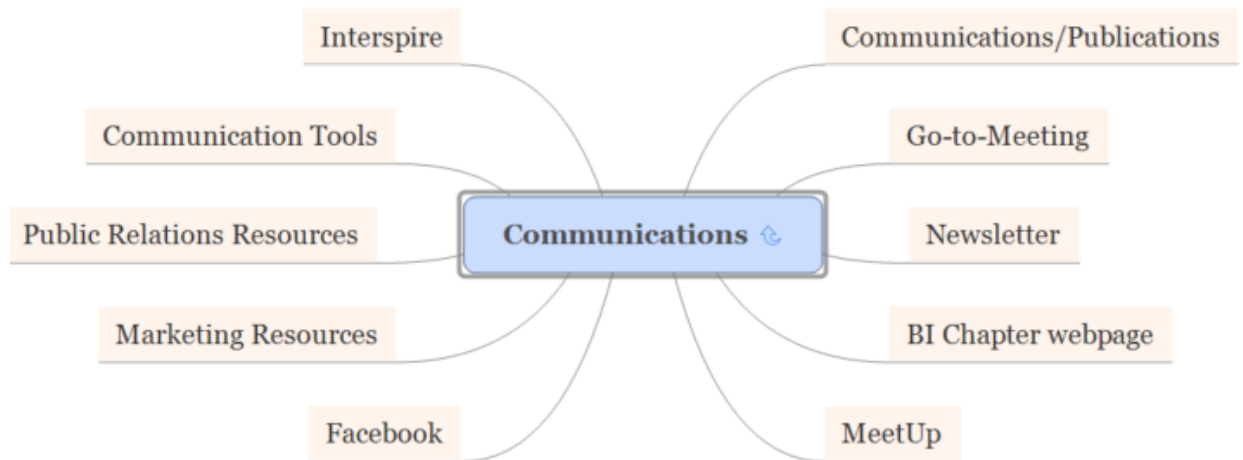 Interspire
Communications/Publications
Communication Tools
Go-to-Meeting
Public Relations Resources
Communications
Newsletter
Marketing Resources
BI Chapter webpage
Facebook
MeetUp